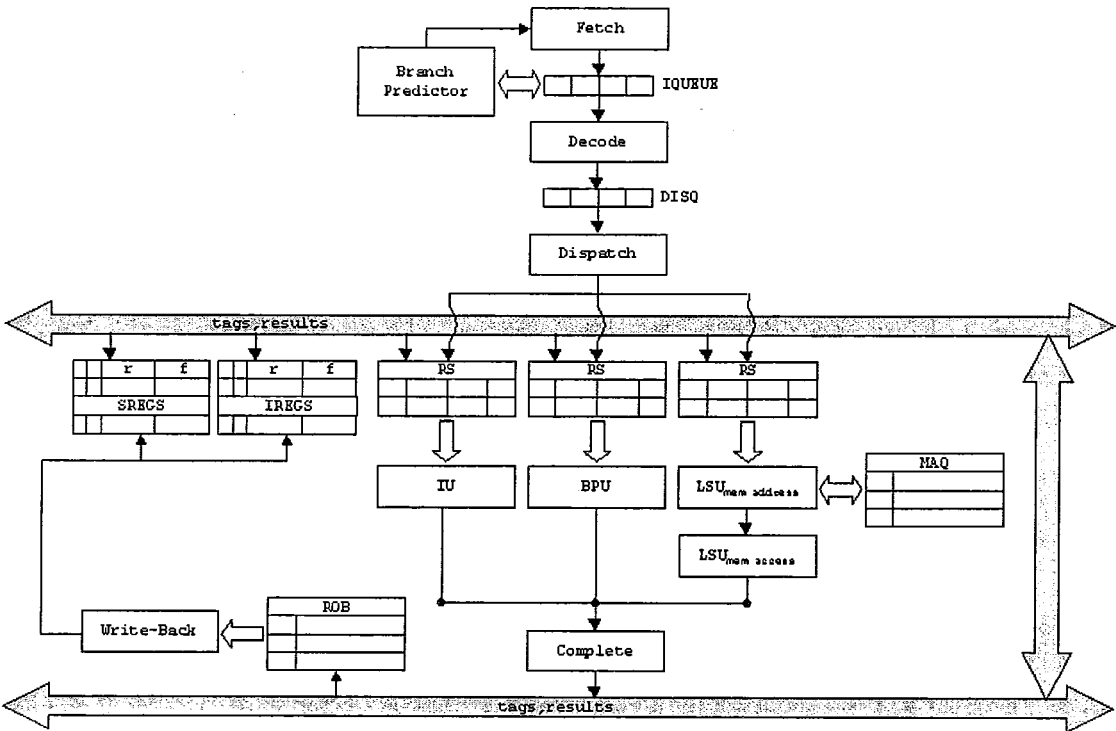 Fetch
Branch
Predictor
IQUEUE
Decode
DISQ
Dispatch
tags,results
r f
SREGS
r f
IREGS
RS
RS
RS
IU
BPU
LSU mem address
MAQ
LSU mem access
ROB
Write-Back
Complete
tags,results